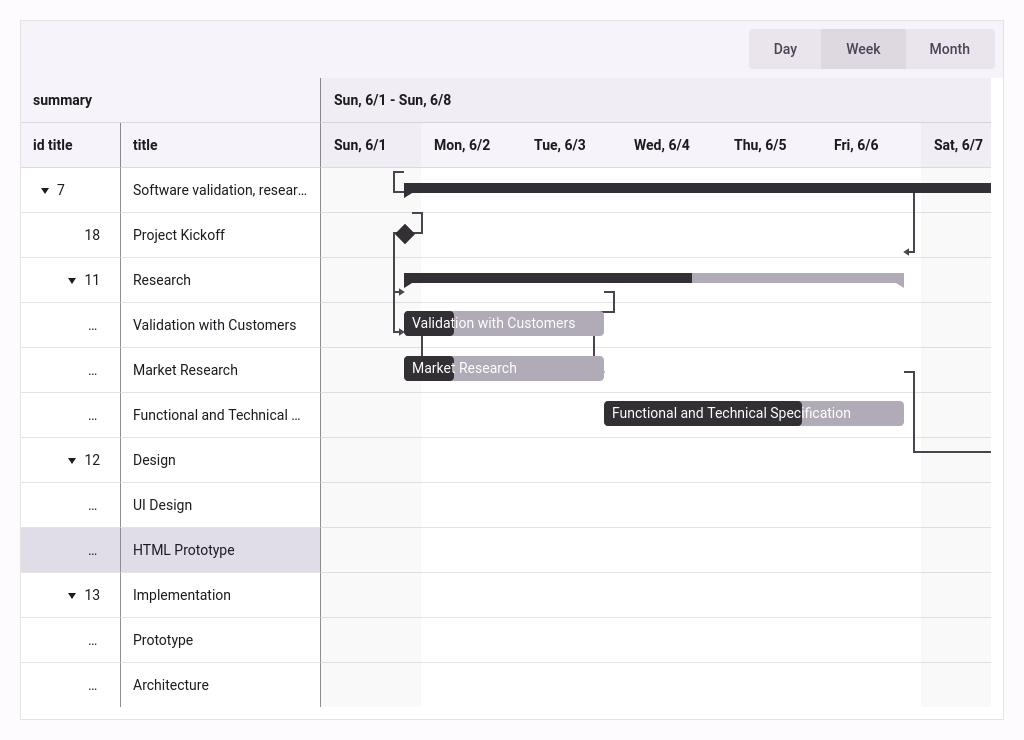 Day Week Month
summary Sun, 6/1 - Sun, 6/8
id title title Sun, 6/1 Mon, 6/2 Tue, 6/3 Wed, 6/4 Thu, 6/5 Fri, 6/6 Sat, 6/7
7 Software validation, resear...
18 Project Kickoff
11 Research
... Validation with Customers Validation with Customers
... Market Research Market Research
... Functional and Technical ... Functional and Technical Specification
12 Design
... UI Design
... HTML Prototype
13 Implementation
... Prototype
... Architecture